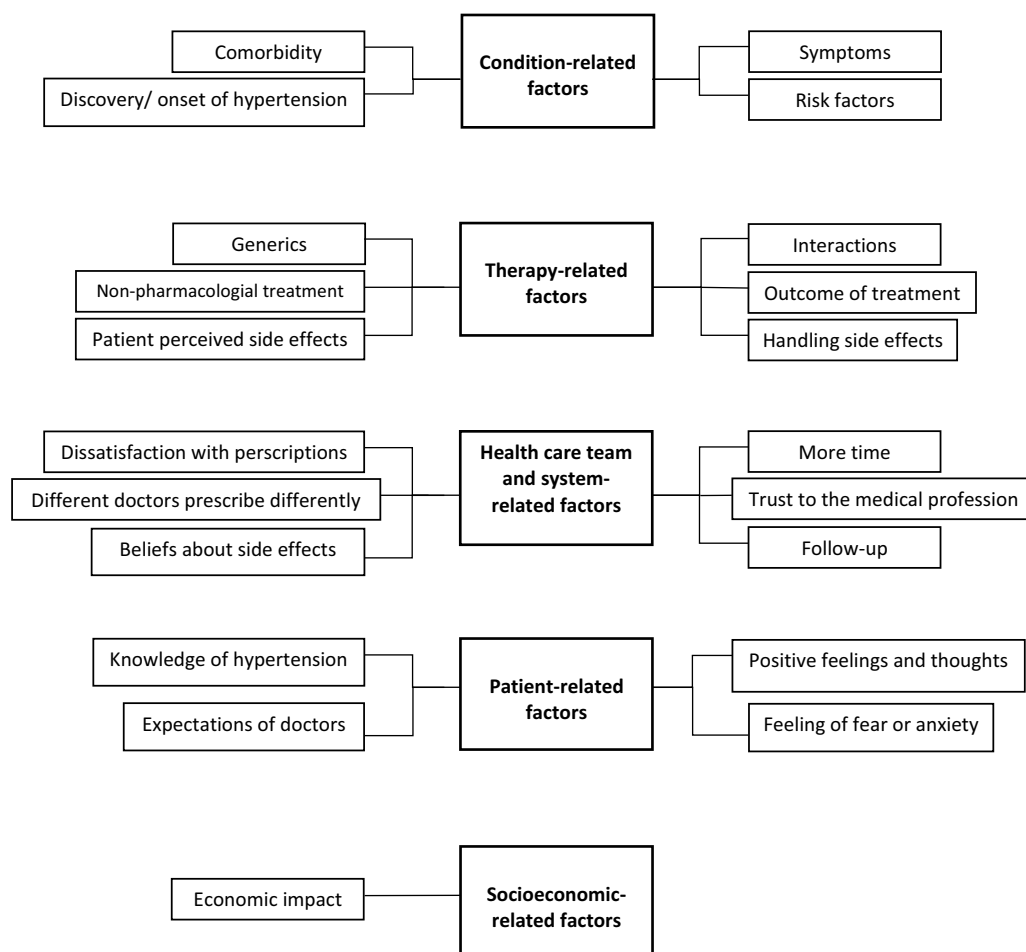 Comorbidity
Discovery/ onset of hypertension
Condition-related
factors
Symptoms
Risk factors
Generics
Non-pharmacologial treatment
Patient perceived side effects
Therapy-related
factors
Interactions
Outcome of treatment
Handling side effects
Dissatisfaction with perscriptions
Different doctors prescribe differently
Beliefs about side effects
Health care team
and system-
related factors
More time
Trust to the medical profession
Follow-up
Knowledge of hypertension
Expectations of doctors
Patient-related
factors
Positive feelings and thoughts
Feeling of fear or anxiety
Economic impact
Socioeconomic-
related factors